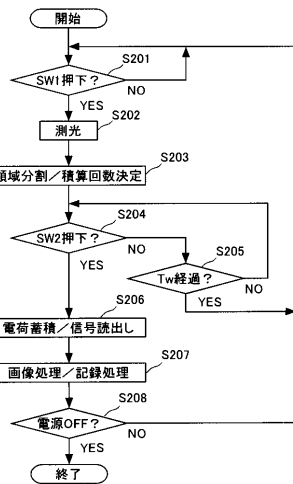 開始
S201
SW1押下？
NO
YES
S202
測光
S203
領域分割／積算回数決定
S204
SW2押下？
NO
YES
S205
Tw経過？
NO
YES
S206
電荷蓄積／信号読出し
S207
画像処理／記録処理
S208
電源OFF？
NO
YES
終了